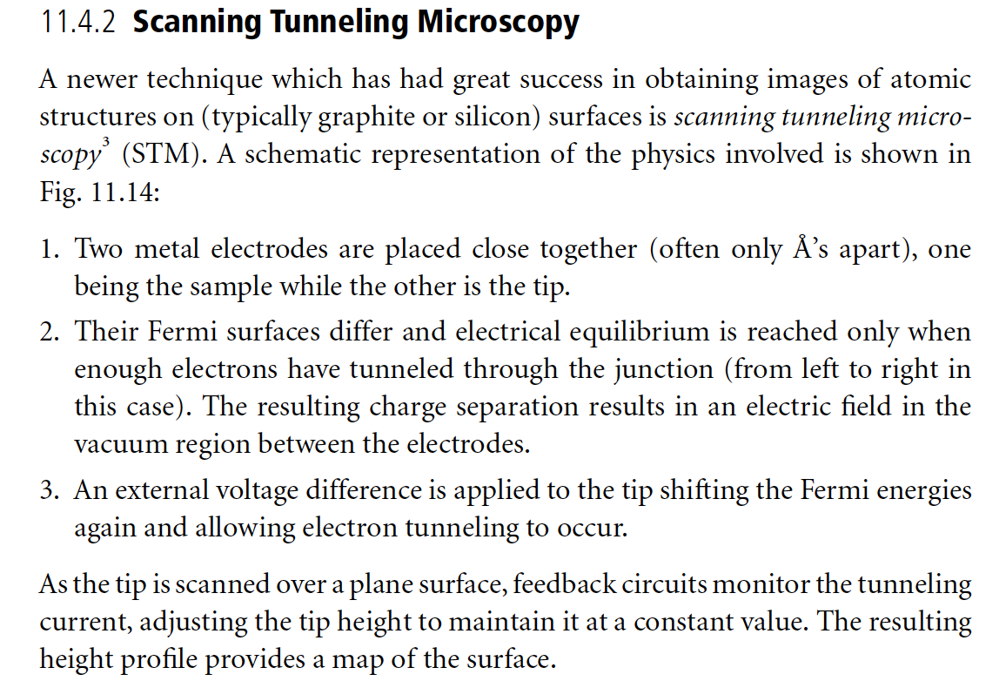 11.4.2 Scanning Tunneling Microscopy
A newer technique which has had great success in obtaining images of atomic
structures on (typically graphite or silicon) surfaces is scanning tunneling micro-
scopy³ (STM). A schematic representation of the physics involved is shown in
Fig. 11.14:
1. Two metal electrodes are placed close together (often only Å’s apart), one
being the sample while the other is the tip.
2. Their Fermi surfaces differ and electrical equilibrium is reached only when
enough electrons have tunneled through the junction (from left to right in
this case). The resulting charge separation results in an electric field in the
vacuum region between the electrodes.
3. An external voltage difference is applied to the tip shifting the Fermi energies
again and allowing electron tunneling to occur.
As the tip is scanned over a plane surface, feedback circuits monitor the tunneling
current, adjusting the tip height to maintain it at a constant value. The resulting
height profile provides a map of the surface.